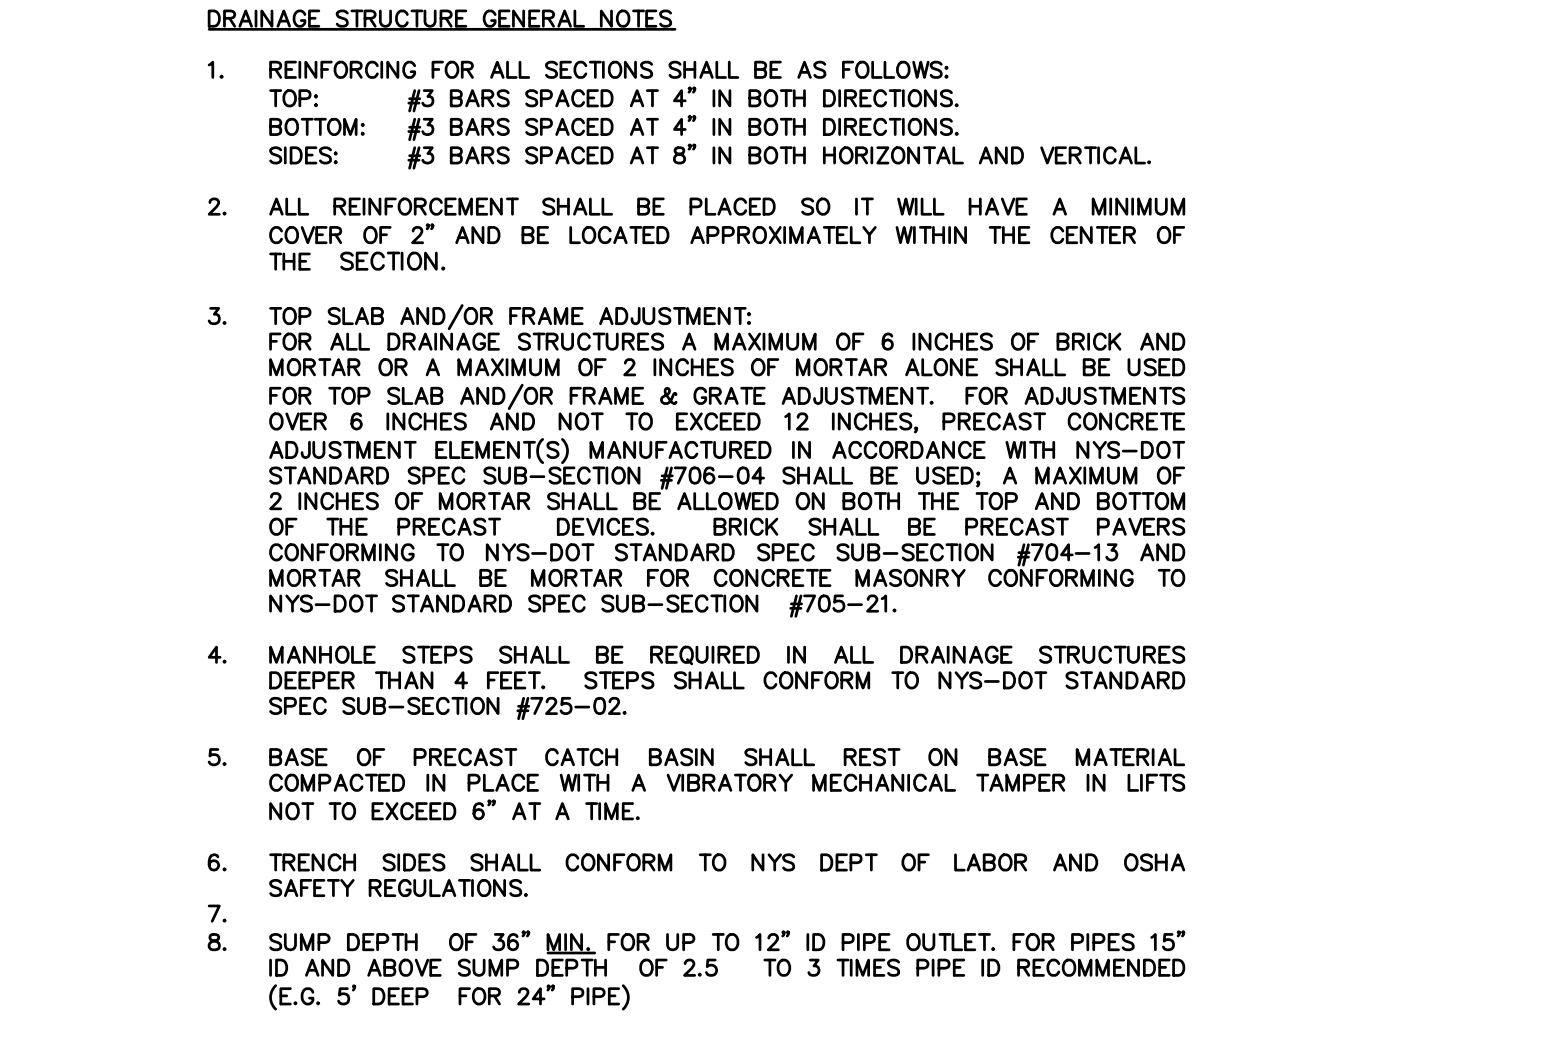 DRAINAGE STRUCTURE GENERAL NOTES
1. REINFORCING FOR ALL SECTIONS SHALL BE AS FOLLOWS:
TOP: #3 BARS SPACED AT 4” IN BOTH DIRECTIONS.
BOTTOM: #3 BARS SPACED AT 4” IN BOTH DIRECTIONS.
SIDES: #3 BARS SPACED AT 8” IN BOTH HORIZONTAL AND VERTICAL.
2. ALL REINFORCEMENT SHALL BE PLACED SO IT WILL HAVE A MINIMUM
COVER OF 2” AND BE LOCATED APPROXIMATELY WITHIN THE CENTER OF
THE SECTION.
3. TOP SLAB AND/OR FRAME ADJUSTMENT:
FOR ALL DRAINAGE STRUCTURES A MAXIMUM OF 6 INCHES OF BRICK AND
MORTAR OR A MAXIMUM OF 2 INCHES OF MORTAR ALONE SHALL BE USED
FOR TOP SLAB AND/OR FRAME & GRATE ADJUSTMENT. FOR ADJUSTMENTS
OVER 6 INCHES AND NOT TO EXCEED 12 INCHES, PRECAST CONCRETE
ADJUSTMENT ELEMENT(S) MANUFACTURED IN ACCORDANCE WITH NYS-DOT
STANDARD SPEC SUB-SECTION #706-04 SHALL BE USED; A MAXIMUM OF
2 INCHES OF MORTAR SHALL BE ALLOWED ON BOTH THE TOP AND BOTTOM
OF THE PRECAST DEVICES. BRICK SHALL BE PRECAST PAVERS
CONFORMING TO NYS-DOT STANDARD SPEC SUB-SECTION #704-13 AND
MORTAR SHALL BE MORTAR FOR CONCRETE MASONRY CONFORMING TO
NYS-DOT STANDARD SPEC SUB-SECTION #705-21.
4. MANHOLE STEPS SHALL BE REQUIRED IN ALL DRAINAGE STRUCTURES
DEEPER THAN 4 FEET. STEPS SHALL CONFORM TO NYS-DOT STANDARD
SPEC SUB-SECTION #725-02.
5. BASE OF PRECAST CATCH BASIN SHALL REST ON BASE MATERIAL
COMPACTED IN PLACE WITH A VIBRATORY MECHANICAL TAMPER IN LIFTS
NOT TO EXCEED 6” AT A TIME.
6. TRENCH SIDES SHALL CONFORM TO NYS DEPT OF LABOR AND OSHA
SAFETY REGULATIONS.
7.
8. SUMP DEPTH OF 36” MIN. FOR UP TO 12” ID PIPE OUTLET. FOR PIPES 15”
ID AND ABOVE SUMP DEPTH OF 2.5 TO 3 TIMES PIPE ID RECOMMENDED
(E.G. 5’ DEEP FOR 24” PIPE)